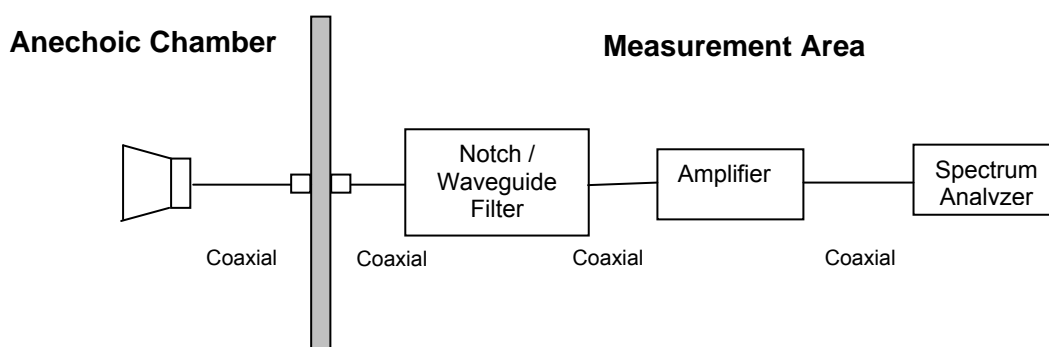 Anechoic Chamber
Measurement Area
Notch /
Waveguide
Filter
Amplifier
Spectrum
Analvzer
Coaxial
Coaxial
Coaxial
Coaxial